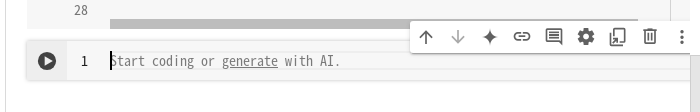 28
1 Start coding or generate with AI.